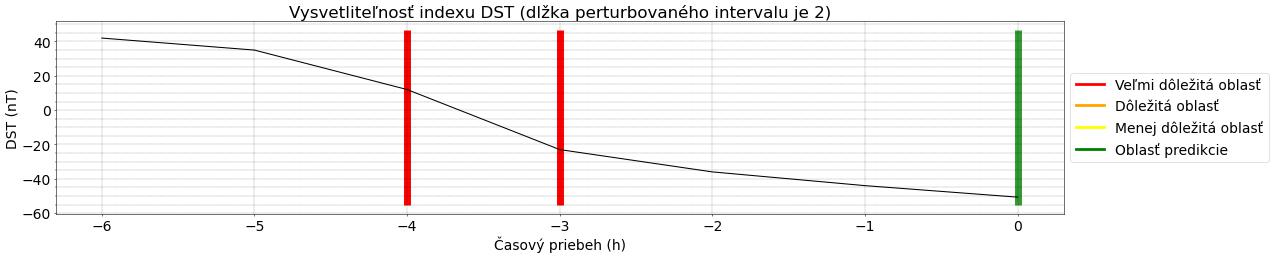 Vysvetliteľnosť indexu DST (dĺžka perturbovaného intervalu je 2)
DST (nT)
40
20
0
−20
−40
−60
−6
−5
−4
−3
−2
−1
0
Časový priebeh (h)
Veľmi dôležitá oblasť
Dôležitá oblasť
Menej dôležitá oblasť
Oblasť predikcie